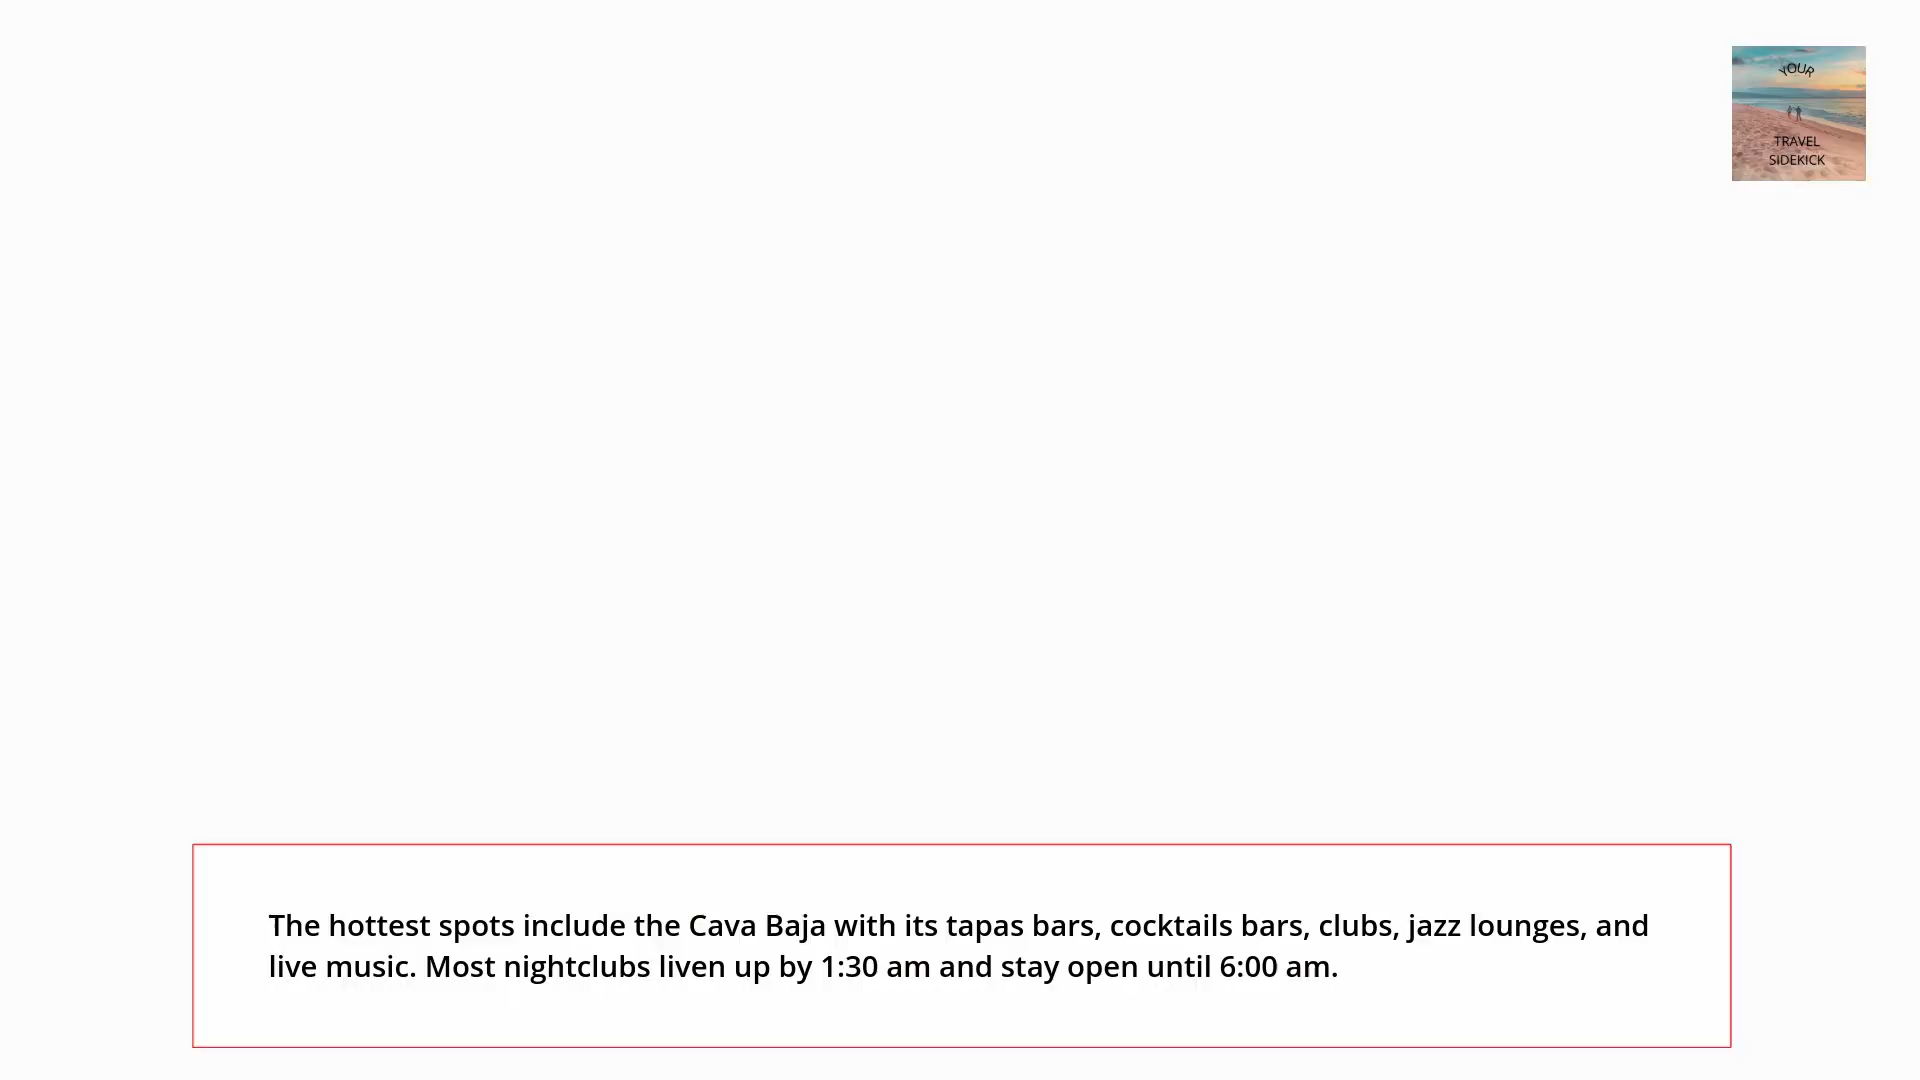 YOUR
TRAVEL
SIDEKICK
The hottest spots include the Cava Baja with its tapas bars, cocktails bars, clubs, jazz lounges, and
live music. Most nightclubs liven up by 1:30 am and stay open until 6:00 am.